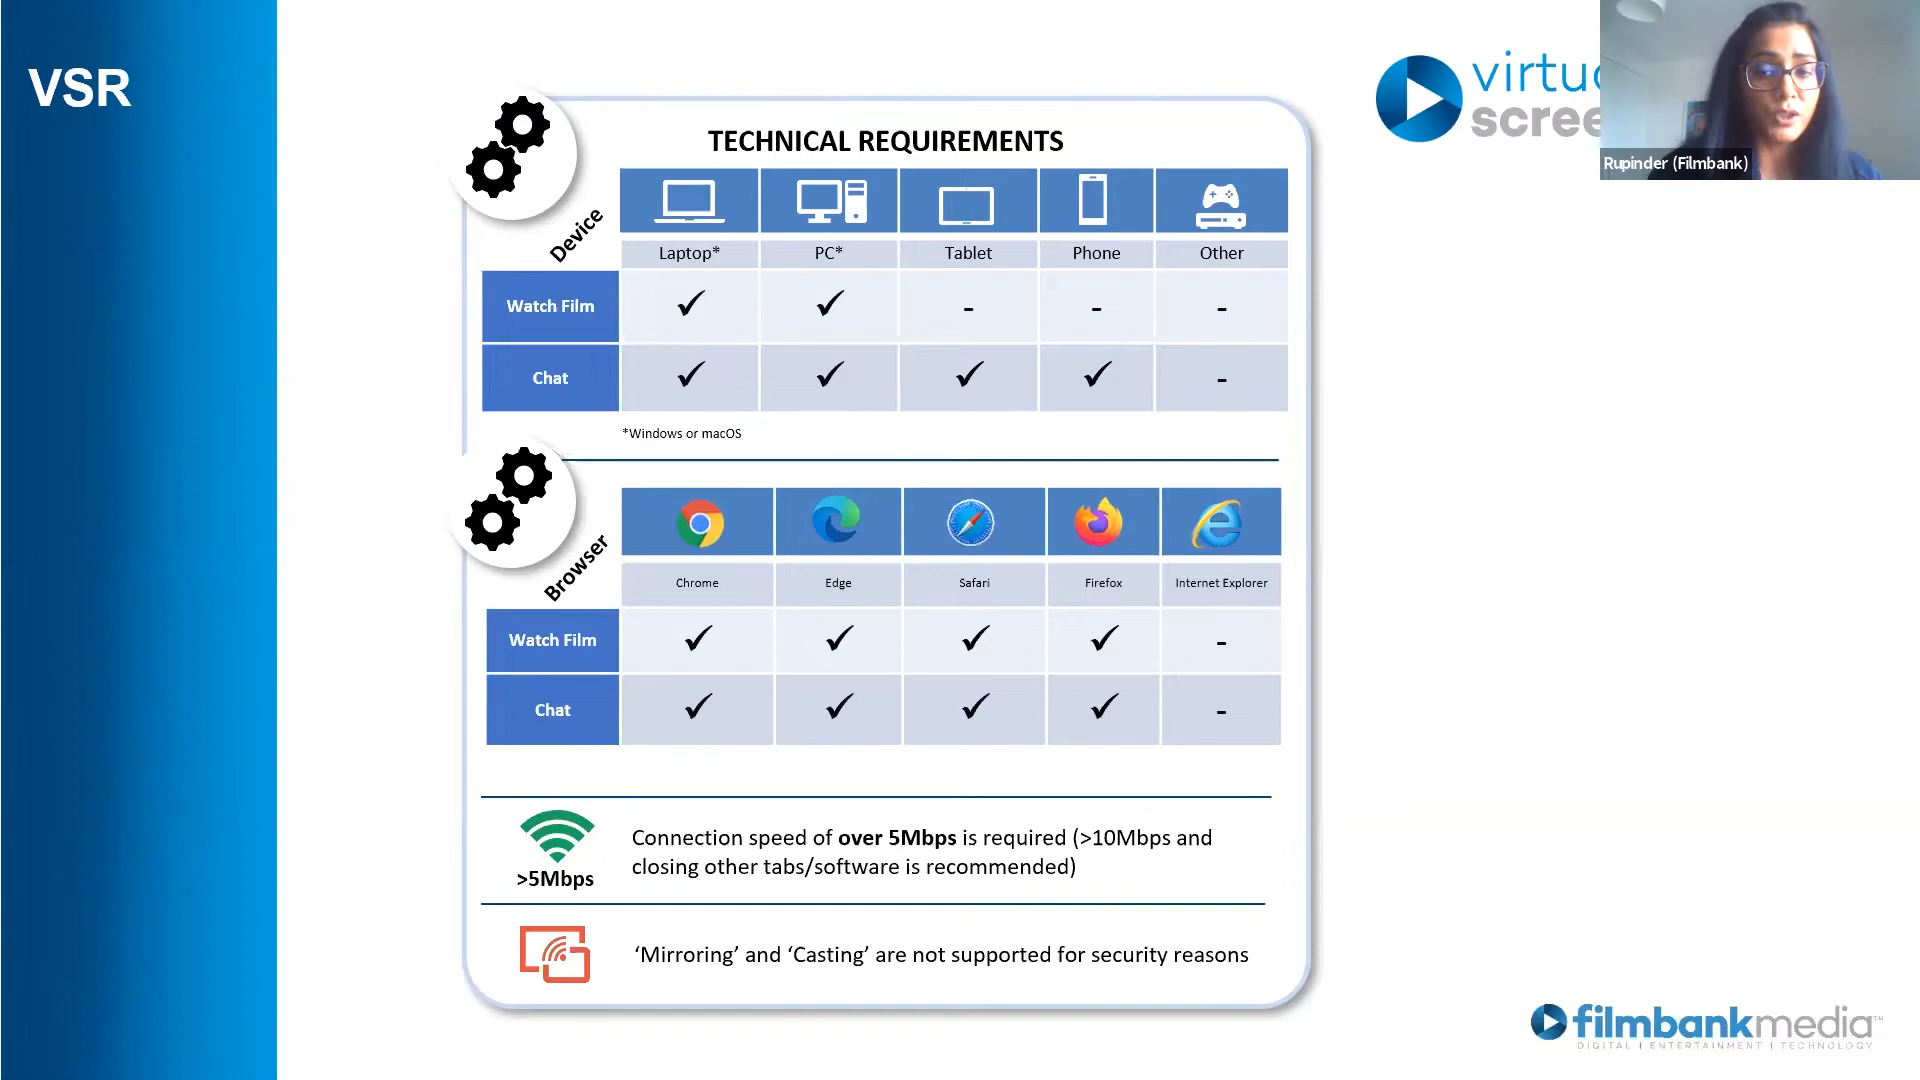 VSR
virtu
scree
Rupinder (Filmbank)
TECHNICAL REQUIREMENTS
Device
Laptop* PC* Tablet Phone Other
Watch Film ✓ ✓ - - -
Chat ✓ ✓ ✓ ✓ -
*Windows or macOS
Browser
Chrome Edge Safari Firefox Internet Explorer
Watch Film ✓ ✓ ✓ ✓ -
Chat ✓ ✓ ✓ ✓ -
>5Mbps
Connection speed of over 5Mbps is required (>10Mbps and
closing other tabs/software is recommended)
‘Mirroring’ and ‘Casting’ are not supported for security reasons
filmbankmedia™
DIGITAL | ENTERTAINMENT | TECHNOLOGY